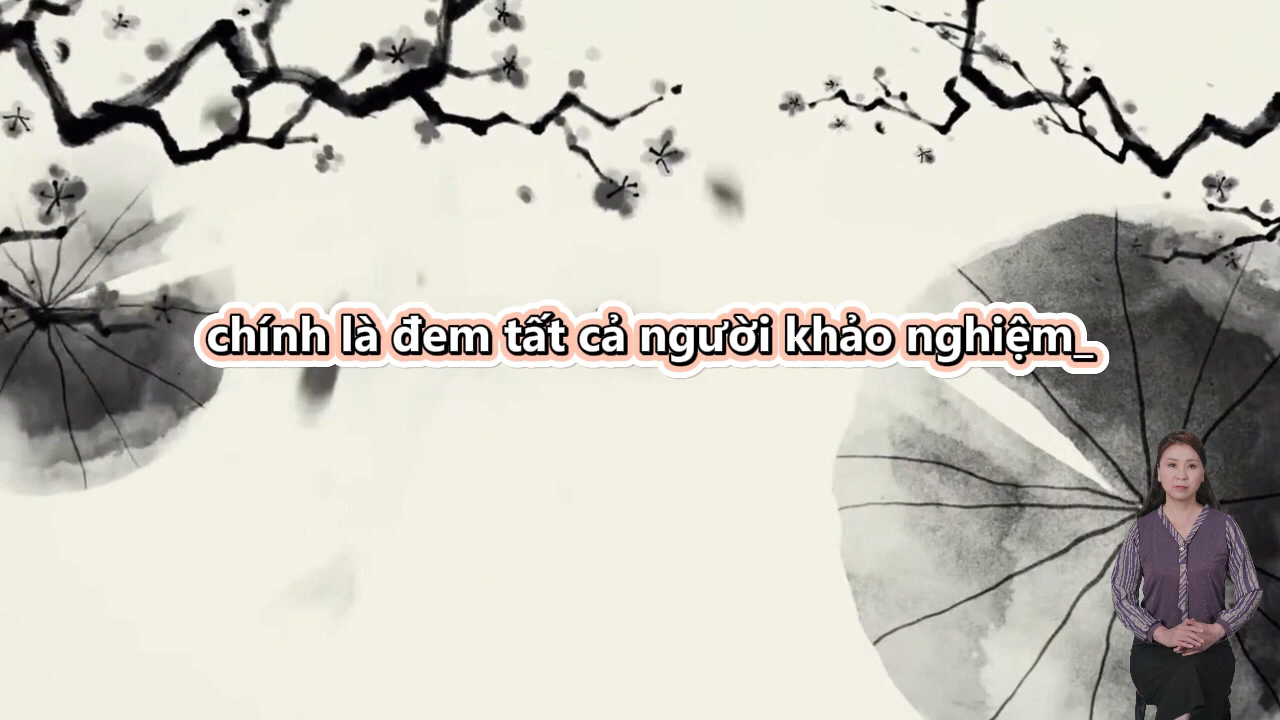 chính là đem tất cả người khảo nghiệm_